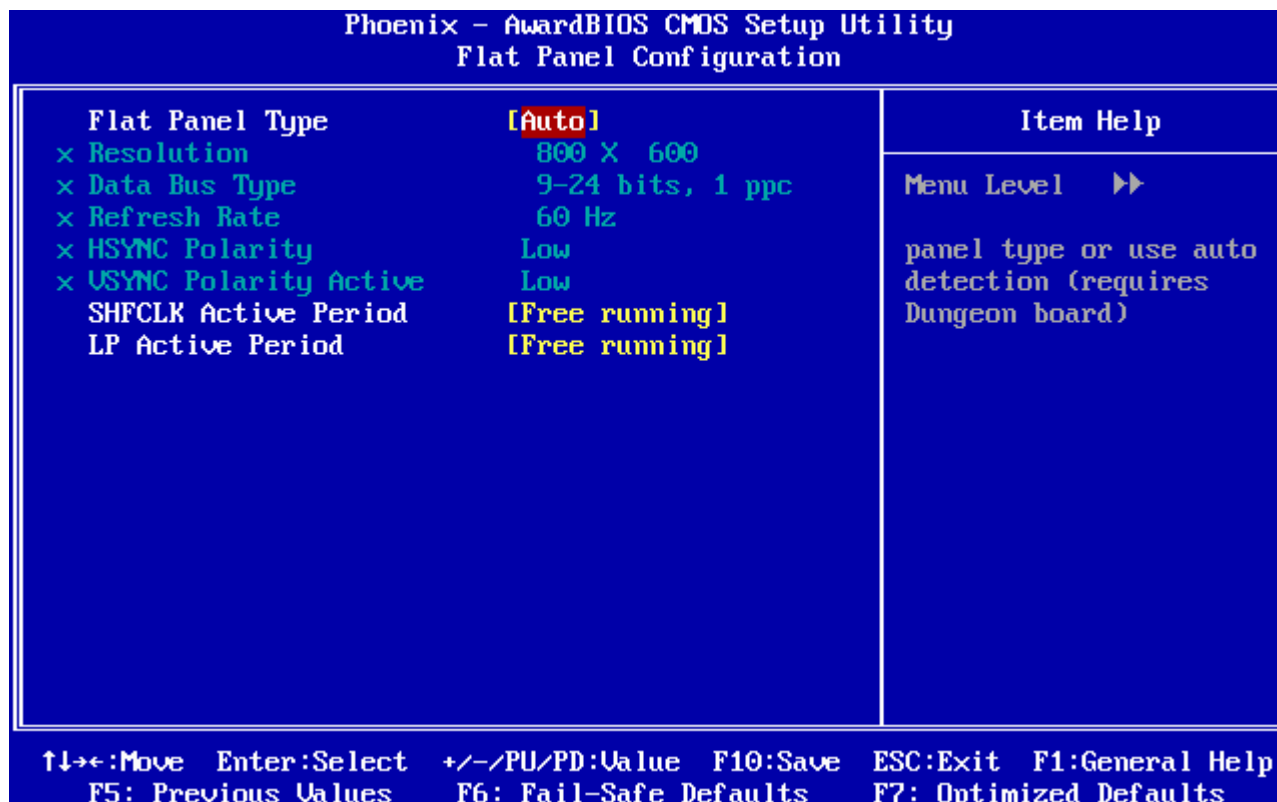 Phoenix - AwardBIOS CMOS Setup Utility
Flat Panel Configuration
Flat Panel Type [Auto]
x Resolution 800 X 600
x Data Bus Type 9-24 bits, 1 ppc
x Refresh Rate 60 Hz
x HSYNC Polarity Low
x VSYNC Polarity Active Low
SHFCLK Active Period [Free running]
LP Active Period [Free running]
Item Help
Menu Level ▶▶
panel type or use auto
detection (requires
Dungeon board)
↑↓→←:Move Enter:Select +/-/PU/PD:Value F10:Save ESC:Exit F1:General Help
F5: Previous Values F6: Fail-Safe Defaults F7: Optimized Defaults